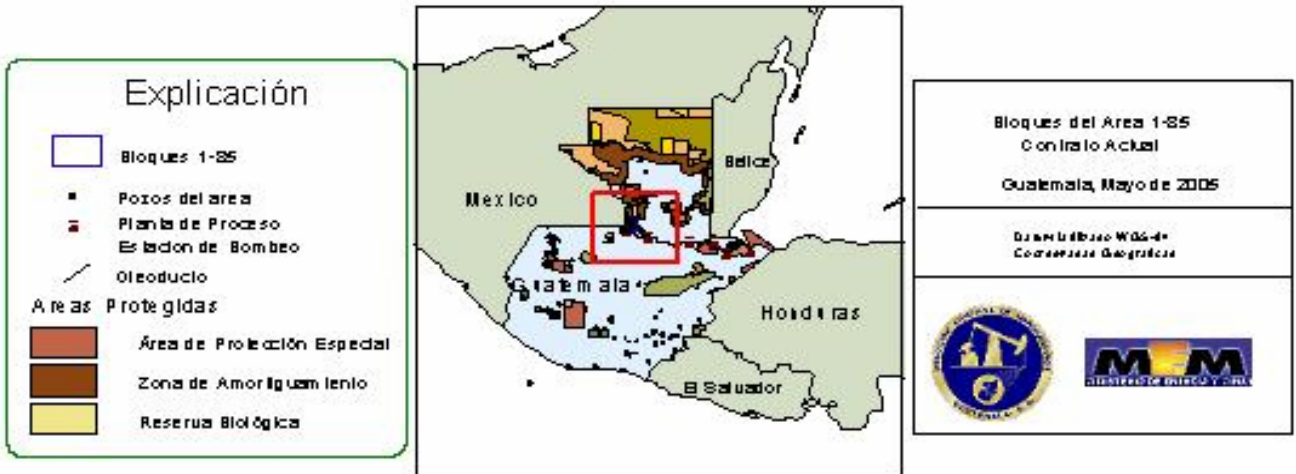 Explicación
Bloques 1-85
Pozos del area
Planta de Proceso
Estacion de Bombeo
Oleoducto
Areas Protegidas
Área de Protección Especial
Zona de Amortiguamiento
Reserva Biológica
Mexico
Belice
Guatemala
Honduras
El Salvador
Bloques del Area 1-85
Contrato Actual
Guatemala, Mayo de 2005
Coordenadas Geográficas
MEM